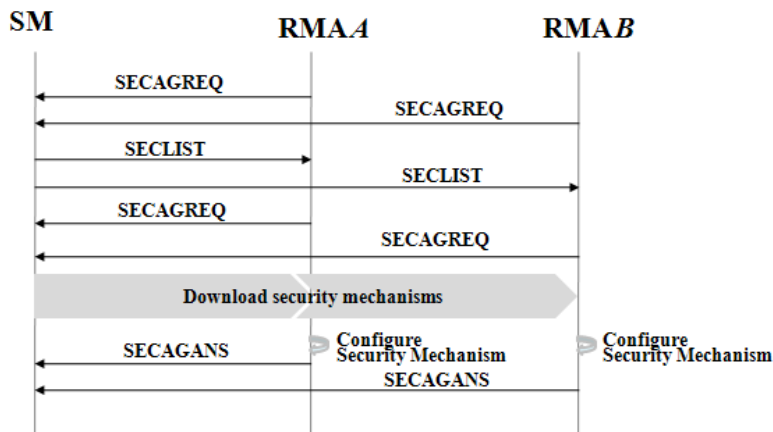 SM
RMAA
RMAB
SECAGREQ
SECAGREQ
SECLIST
SECLIST
SECAGREQ
SECAGREQ
Download security mechanisms
Configure
Security Mechanism
Configure
Security Mechanism
SECAGANS
SECAGANS